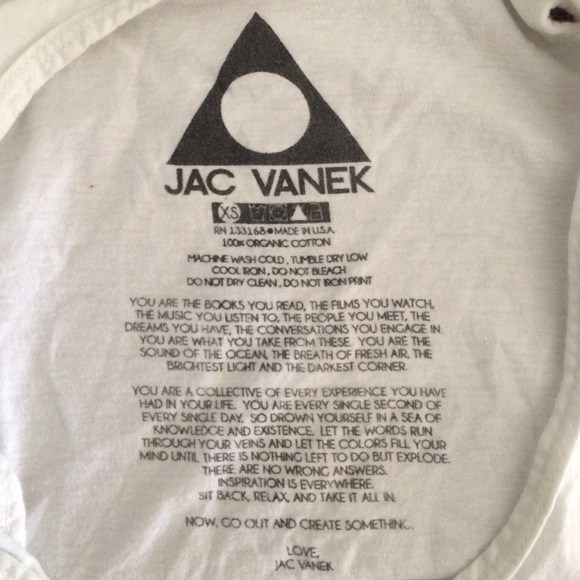 JAC VANEK
XS
RN 133168•MADE IN U.S.A.
100% ORGANIC COTTON
MACHINE WASH COLD, TUMBLE DRY LOW
COOL IRON, DO NOT BLEACH
DO NOT DRY CLEAN, DO NOT IRON PRINT
YOU ARE THE BOOKS YOU READ, THE FILMS YOU WATCH,
THE MUSIC YOU LISTEN TO, THE PEOPLE YOU MEET, THE
DREAMS YOU HAVE, THE CONVERSATIONS YOU ENGAGE IN.
YOU ARE WHAT YOU TAKE FROM THESE. YOU ARE THE
SOUND OF THE OCEAN, THE BREATH OF FRESH AIR, THE
BRIGHTEST LIGHT AND THE DARKEST CORNER.
YOU ARE A COLLECTIVE OF EVERY EXPERIENCE YOU HAVE
HAD IN YOUR LIFE. YOU ARE EVERY SINGLE SECOND OF
EVERY SINGLE DAY. SO DROWN YOURSELF IN A SEA OF
KNOWLEDGE AND EXISTENCE. LET THE WORDS RUN
THROUGH YOUR VEINS AND LET THE COLORS FILL YOUR
MIND UNTIL THERE IS NOTHING LEFT TO DO BUT EXPLODE.
THERE ARE NO WRONG ANSWERS.
INSPIRATION IS EVERYWHERE.
SIT BACK, RELAX, AND TAKE IT ALL IN.
NOW, GO OUT AND CREATE SOMETHING..
LOVE,
JAC VANEK